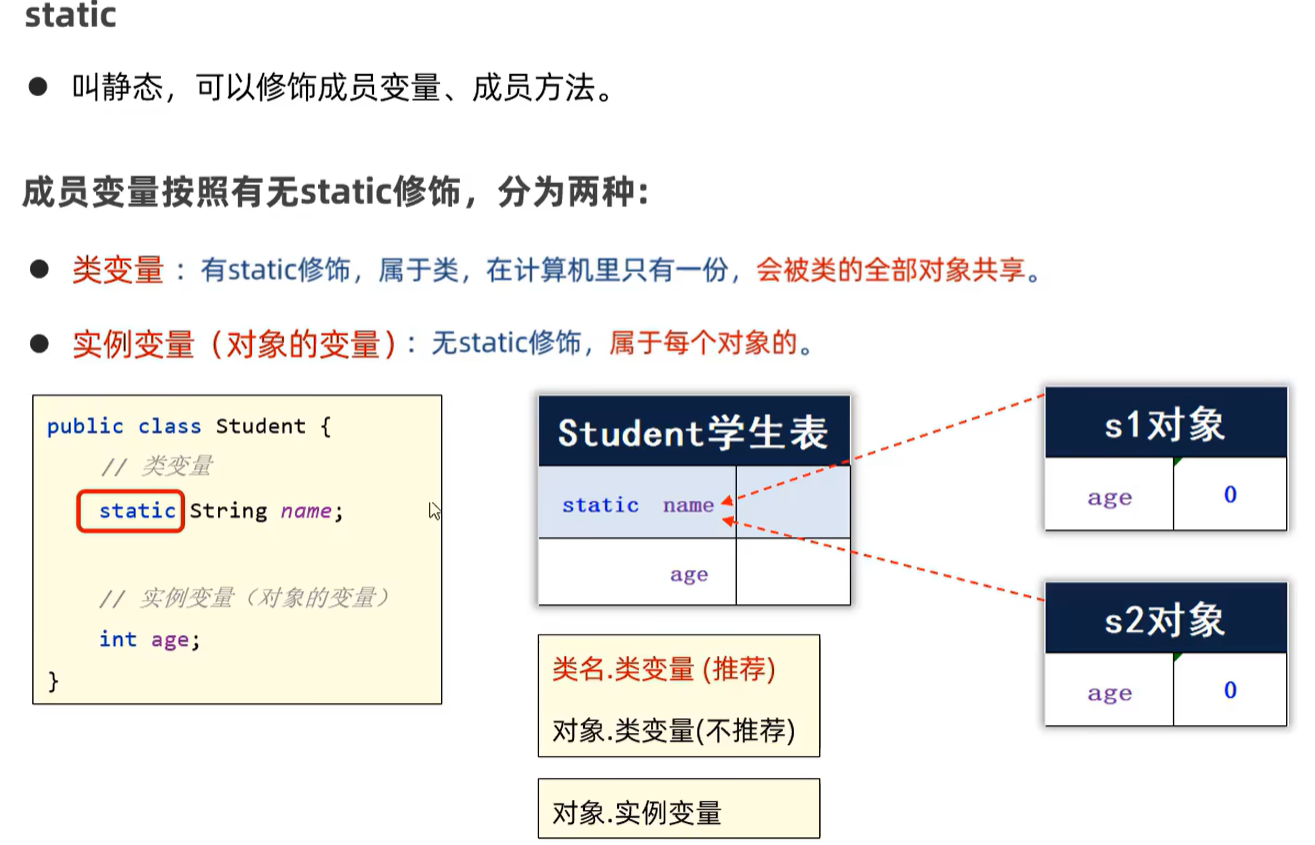 static
● 叫静态，可以修饰成员变量、成员方法。
成员变量按照有无static修饰，分为两种：
● 类变量：有static修饰，属于类，在计算机里只有一份，会被类的全部对象共享。
● 实例变量（对象的变量）：无static修饰，属于每个对象的。
public class Student {
// 类变量
static String name;
// 实例变量（对象的变量）
int age;
}
Student学生表
static name
age
类名.类变量 (推荐)
对象.类变量(不推荐)
对象.实例变量
s1对象
age 0
s2对象
age 0